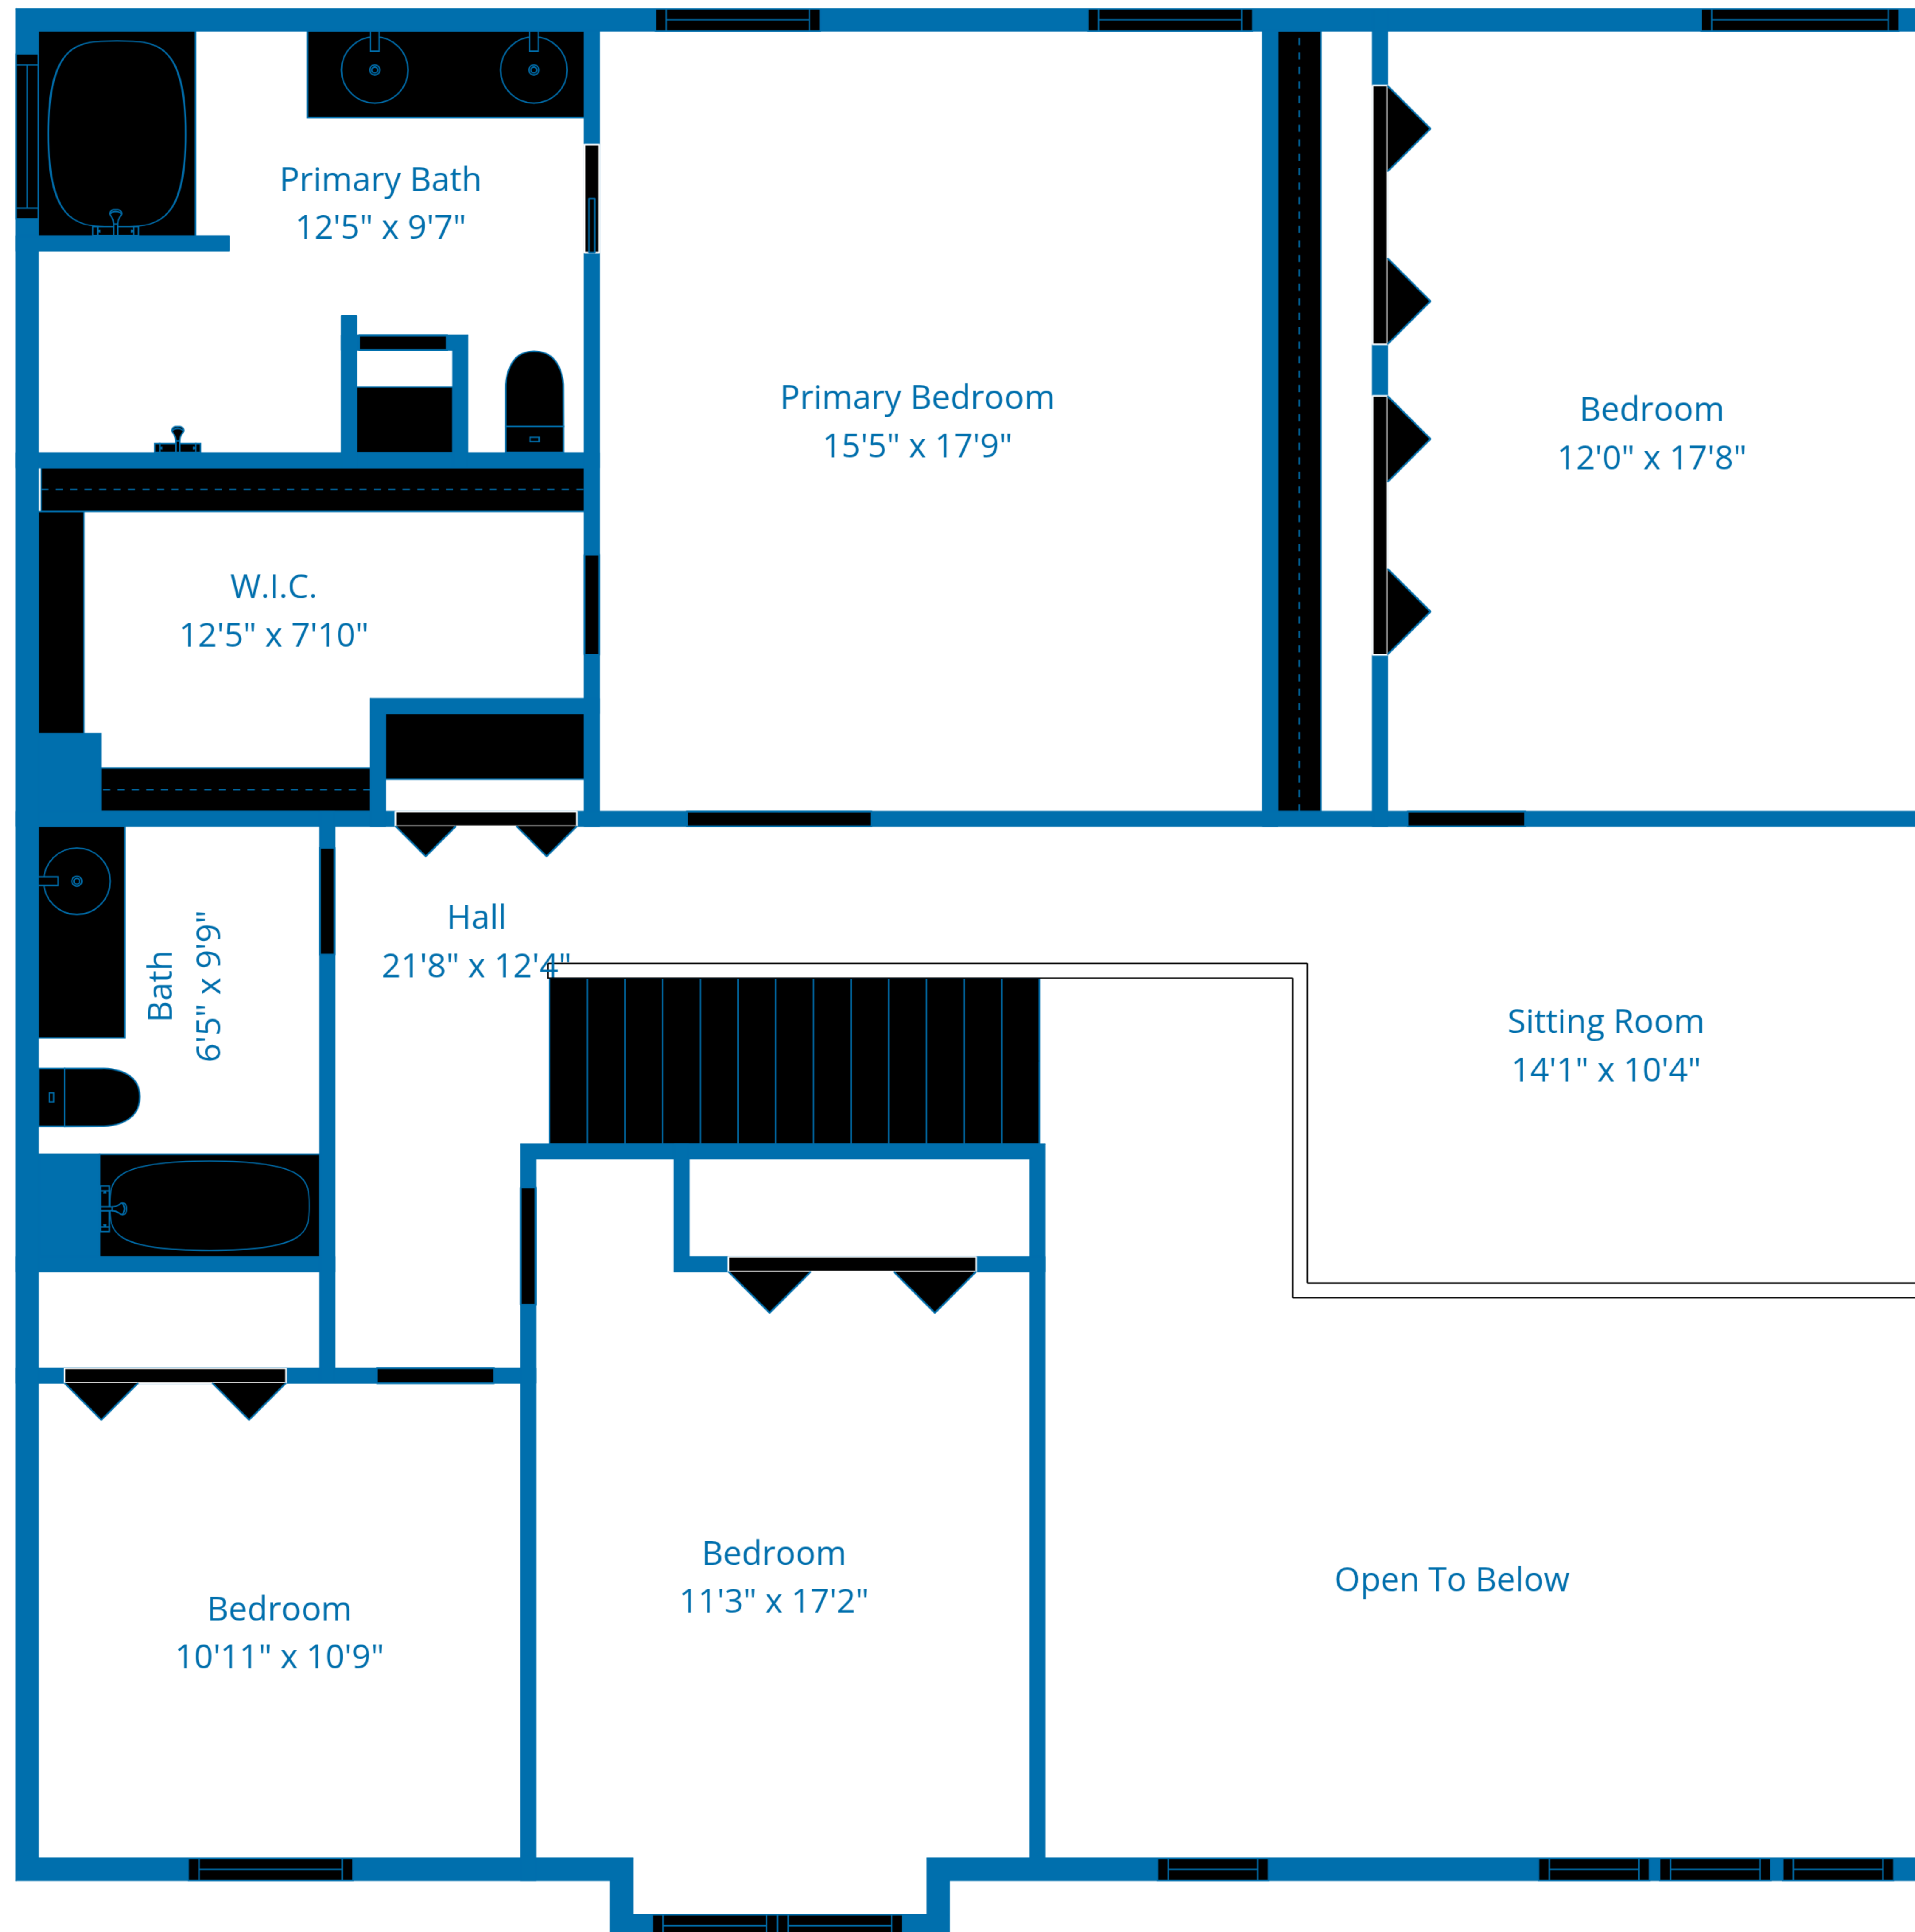 Primary Bath
12'5" x 9'7"
Primary Bedroom
15'5" x 17'9"
Bedroom
12'0" x 17'8"
W.I.C.
12'5" x 7'10"
Hall
21'8" x 12'4"
Bath
6'5" x 9'9"
Sitting Room
14'1" x 10'4"
Bedroom
11'3" x 17'2"
Open To Below
Bedroom
10'11" x 10'9"